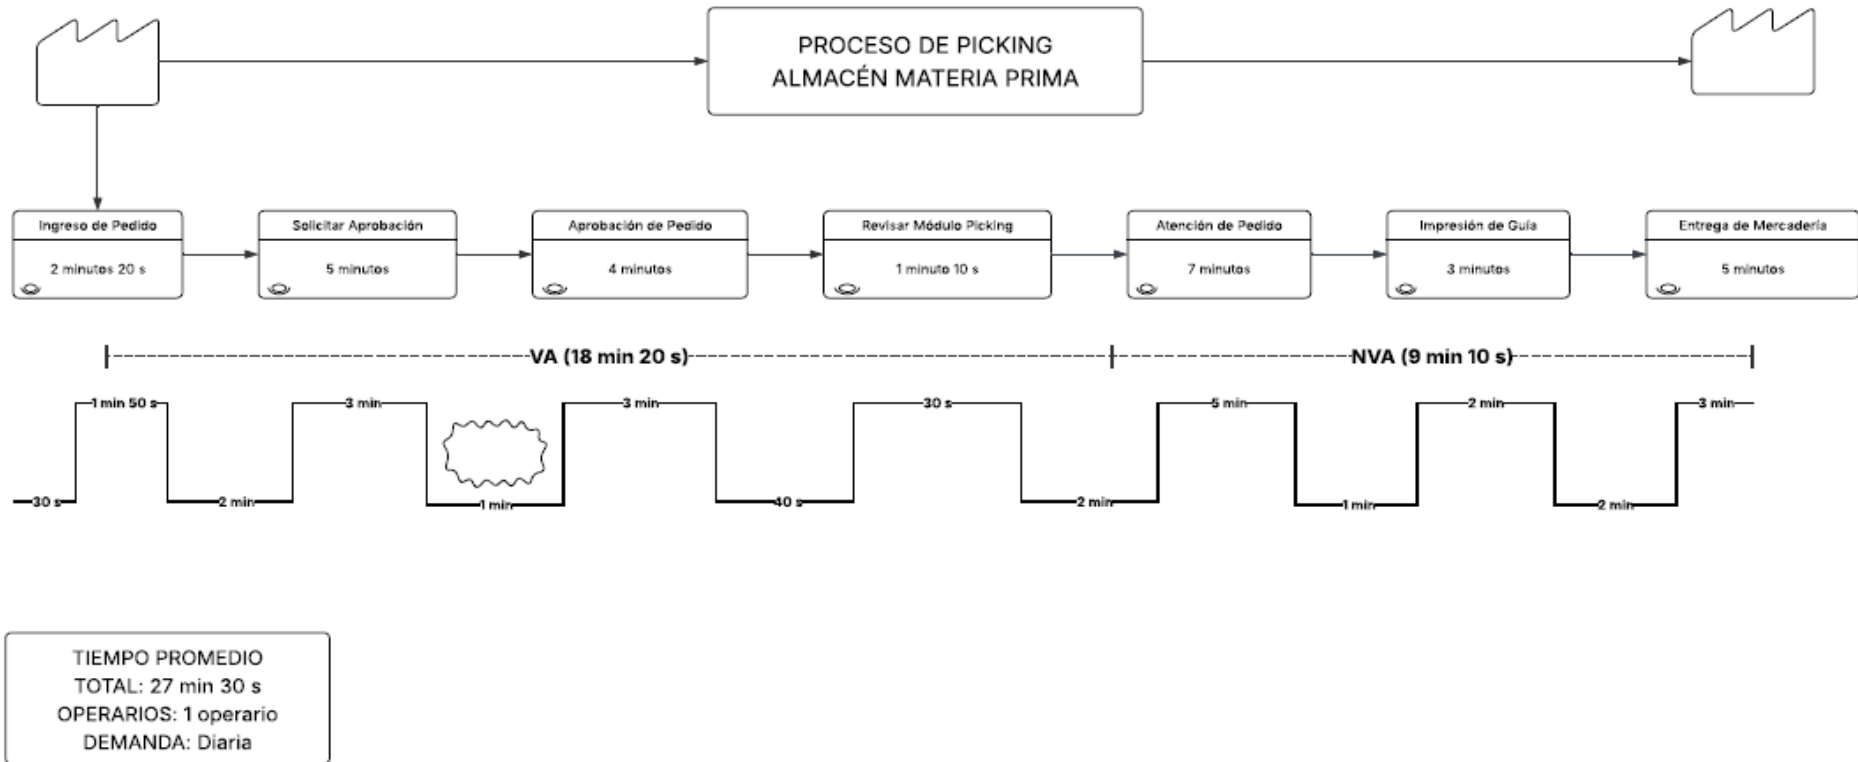 PROCESO DE PICKING
ALMACÉN MATERIA PRIMA
Ingreso de Pedido
2 minutos 20 s
Solicitar Aprobación
5 minutos
Aprobación de Pedido
4 minutos
Revisar Módulo Picking
1 minuto 10 s
Atención de Pedido
7 minutos
Impresión de Guía
3 minutos
Entrega de Mercadería
5 minutos
VA (18 min 20 s)
NVA (9 min 10 s)
1 min 50 s
3 min
3 min
30 s
5 min
2 min
3 min
30 s
2 min
1 min
40 s
2 min
1 min
2 min
TIEMPO PROMEDIO
TOTAL: 27 min 30 s
OPERARIOS: 1 operario
DEMANDA: Diaria